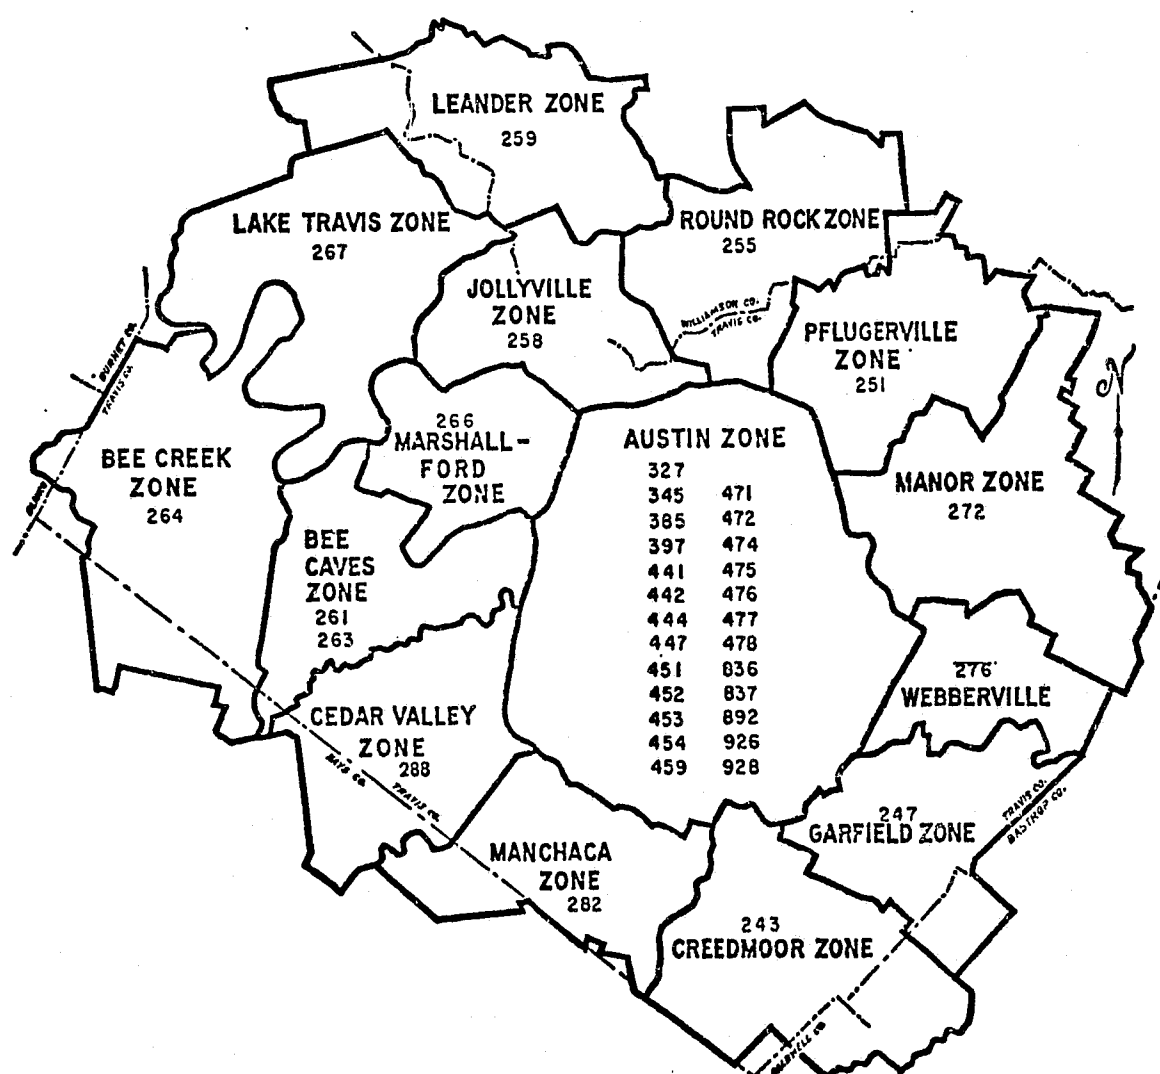 LEANDER ZONE
259
LAKE TRAVIS ZONE
267
ROUND ROCK ZONE
255
JOLLYVILLE
ZONE
258
WILLIAMSON CO.
TRAVIS CO.
PFLUGERVILLE
ZONE
251
BURNET CO.
TRAVIS CO.
N
BEE CREEK
ZONE
264
266
MARSHALL-
FORD
ZONE
AUSTIN ZONE
327
345 471
385 472
397 474
441 475
442 476
444 477
447 478
451 836
452 837
453 892
454 926
459 928
MANOR ZONE
272
BEE
CAVES
ZONE
261
263
276
WEBBERVILLE
CEDAR VALLEY
ZONE
288
HAYS CO.
TRAVIS CO.
247
GARFIELD ZONE
TRAVIS CO.
BASTROP CO.
MANCHACA
ZONE
282
243
CREEDMOOR ZONE
CALDWELL CO.